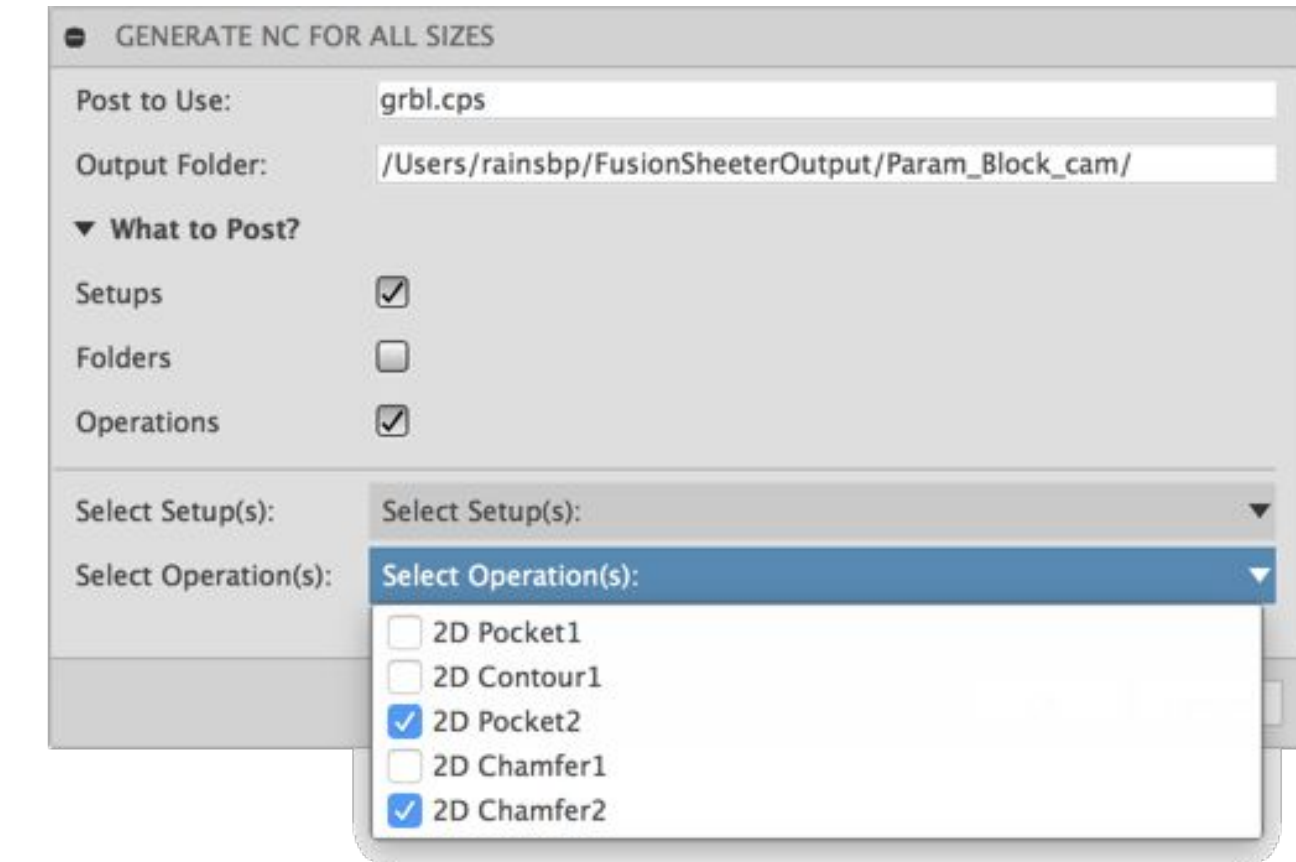 GENERATE NC FOR ALL SIZES
Post to Use: grbl.cps
Output Folder: /Users/rainsbp/FusionSheeterOutput/Param_Block_cam/
What to Post?
Setups
Folders
Operations
Select Setup(s): Select Setup(s):
Select Operation(s): Select Operation(s):
2D Pocket1
2D Contour1
2D Pocket2
2D Chamfer1
2D Chamfer2